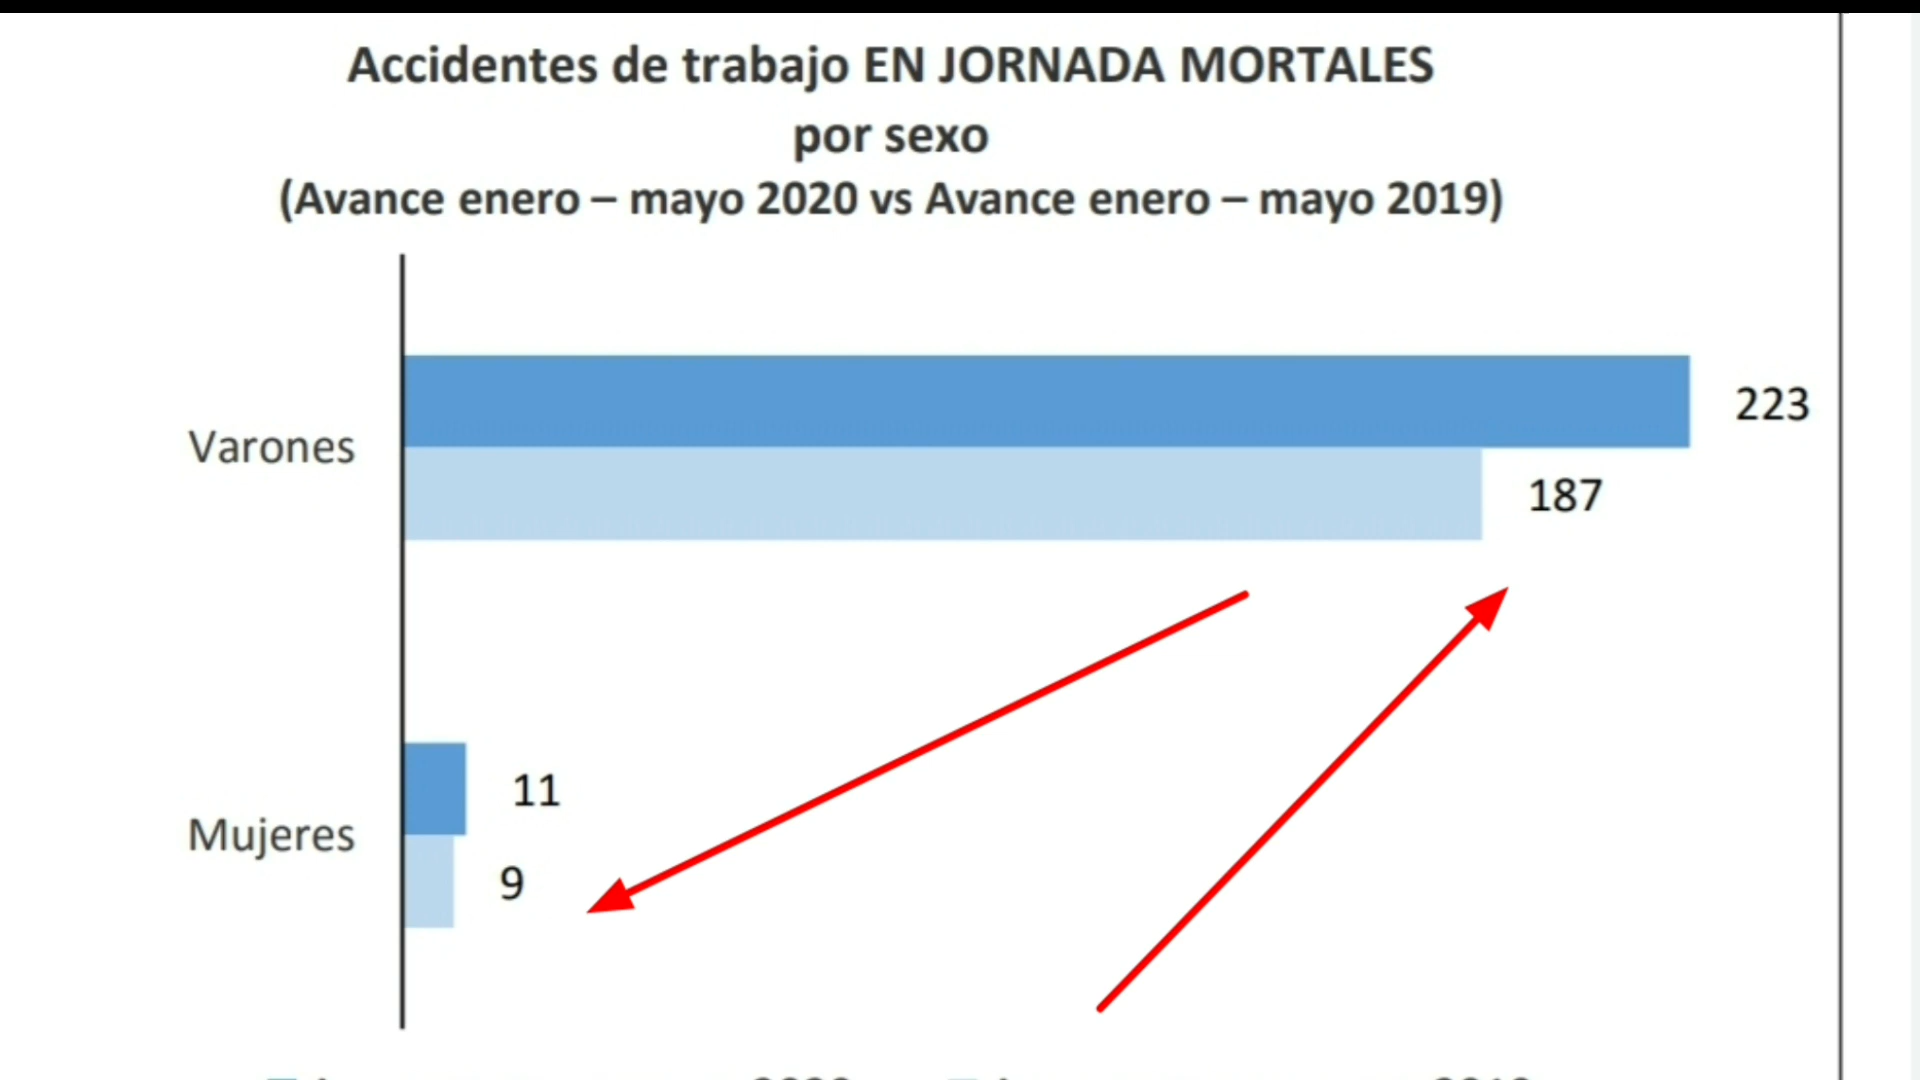 Accidentes de trabajo EN JORNADA MORTALES
por sexo
(Avance enero – mayo 2020 vs Avance enero – mayo 2019)
223
Varones
187
11
Mujeres
9